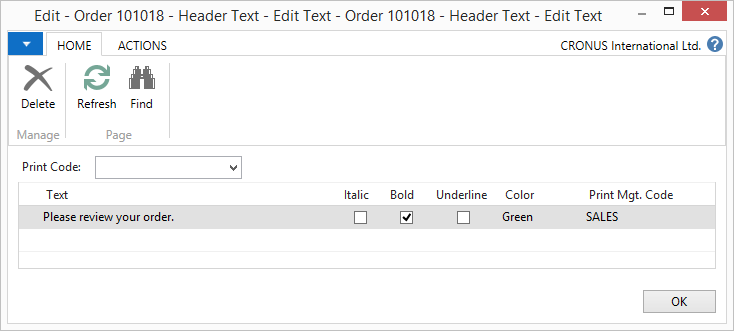 Edit - Order 101018 - Header Text - Edit Text - Order 101018 - Header Text - Edit Text
HOME ACTIONS CRONUS International Ltd. ?
Delete Refresh Find
Manage Page
Print Code:
Text Italic Bold Underline Color Print Mgt. Code
Please review your order. Green SALES
OK